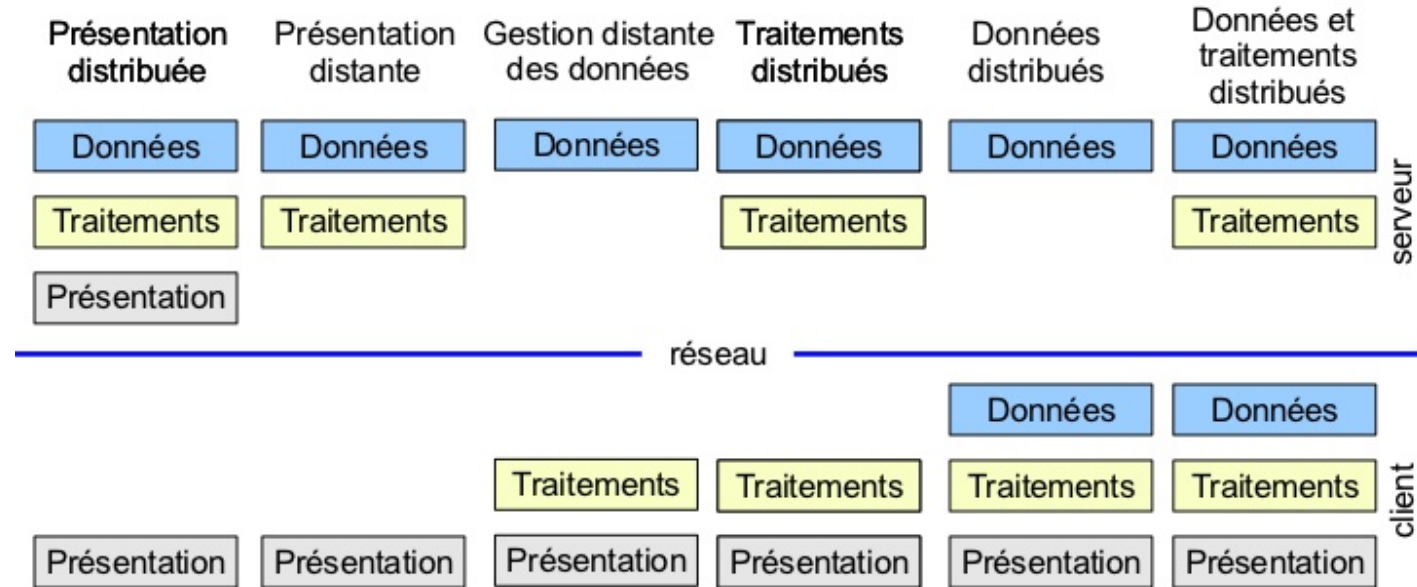 Présentation
distribuée
Présentation
distante
Gestion distante
des données
Traitements
distribués
Données
distribués
Données et
traitements
distribués
Données
Données
Données
Données
Données
Données
Traitements
Traitements
Traitements
Traitements
Présentation
serveur
réseau
Données
Données
Traitements
Traitements
Traitements
Traitements
Présentation
Présentation
Présentation
Présentation
Présentation
Présentation
client